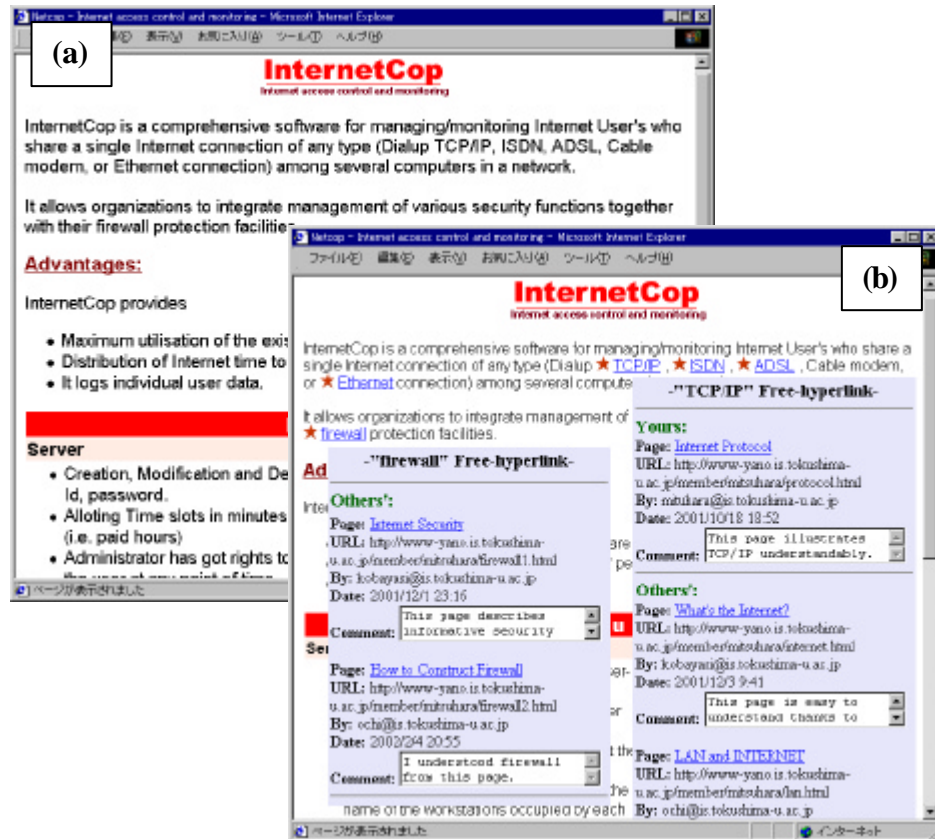 Netcop - Internet access control and monitoring - Microsoft Internet Explorer
(a)
表示(V) お気に入り(A) ツール(T) ヘルプ(H)
InternetCop
Internet access control and monitoring
InternetCop is a comprehensive software for managing/monitoring Internet User's who
share a single Internet connection of any type (Dialup TCP/IP, ISDN, ADSL, Cable
modem, or Ethernet connection) among several computers in a network.
It allows organizations to integrate management of various security functions together
with their firewall protection facilities
Advantages:
InternetCop provides
• Maximum utilisation of the exis
• Distribution of Internet time to
• It logs individual user data.
Server
• Creation, Modification and De
Id, password.
• Alloting Time slots in minutes
(i.e. paid hours)
• Administrator has got rights to
ページが表示されました
Netcop - Internet access control and monitoring - Microsoft Internet Explorer
ファイル(F) 編集(E) 表示(V) お気に入り(A) ツール(T) ヘルプ(H)
(b)
InternetCop
Internet access control and monitoring
InternetCop is a comprehensive software for managing/monitoring Internet User's who share a
single Internet connection of any type (Dialup ★ TCP/IP , ★ ISDN , ★ ADSL , Cable modem,
or ★ Ethernet connection) among several compute
It allows organizations to integrate management of
★ firewall protection facilities.
Ad
Inte
-"firewall" Free-hyperlink-
Others':
Page: Internet Security
URL: http://www-yano.is.tokushima-
u.ac.jp/member/mitsuhara/firewall1.html
By: kobayasi@is.tokushima-u.ac.jp
Date: 2001/12/1 23:16
Comment: This page describes
informative security
Page: How to Construct Firewall
URL: http://www-yano.is.tokushima-
u.ac.jp/member/mitsuhara/firewall2.html
By: ochi@is.tokushima-u.ac.jp
Date: 2002/2/4 20:55
Comment: I understood firewall
from this page.
-"TCP/IP" Free-hyperlink-
Yours:
Page: Internet Protocol
URL: http://www-yano.is.tokushima-
u.ac.jp/member/mitsuhara/protocol.html
By: mituhara@is.tokushima-u.ac.jp
Date: 2001/10/18 18:52
Comment: This page illustrates
TCP/IP understandably.
Others':
Page: What's the Internet?
URL: http://www-yano.is.tokushima-
u.ac.jp/member/mitsuhara/internet.html
By: kobayasi@is.tokushima-u.ac.jp
Date: 2001/12/3 9:41
Comment: This page is easy to
understand thanks to
Page: LAN and INTERNET
URL: http://www-yano.is.tokushima-
u.ac.jp/member/mitsuhara/lan.html
By: ochi@is.tokushima-u.ac.jp
name of the workstations occupied by each
ページが表示されました
インターネット